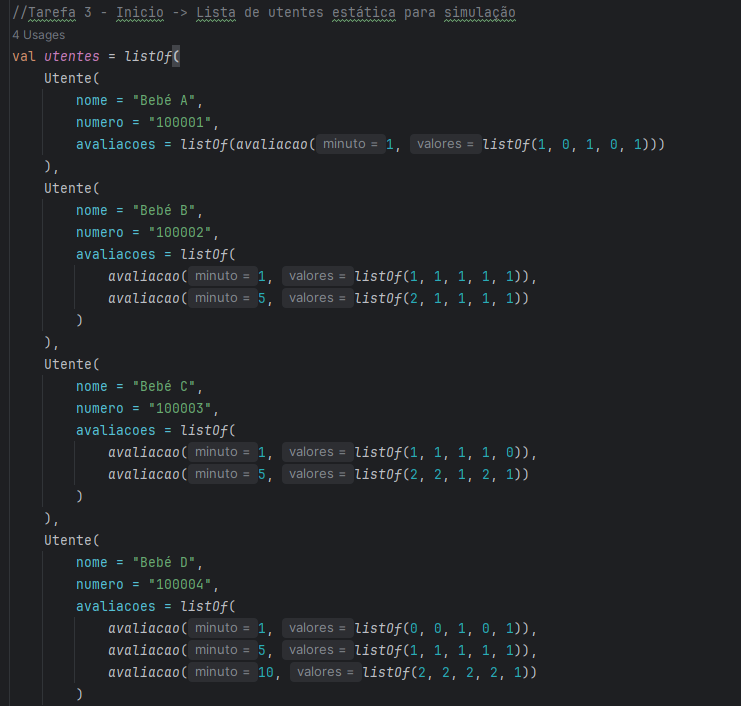 //Tarefa 3 - Inicio -> Lista de utentes estática para simulação
4 Usages
val utentes = listOf(
Utente(
nome = "Bebé A",
numero = "100001",
avaliacoes = listOf(avaliacao( minuto = 1, valores = listOf(1, 0, 1, 0, 1)))
),
Utente(
nome = "Bebé B",
numero = "100002",
avaliacoes = listOf(
avaliacao( minuto = 1, valores = listOf(1, 1, 1, 1, 1)),
avaliacao( minuto = 5, valores = listOf(2, 1, 1, 1, 1))
)
),
Utente(
nome = "Bebé C",
numero = "100003",
avaliacoes = listOf(
avaliacao( minuto = 1, valores = listOf(1, 1, 1, 1, 0)),
avaliacao( minuto = 5, valores = listOf(2, 2, 1, 2, 1))
)
),
Utente(
nome = "Bebé D",
numero = "100004",
avaliacoes = listOf(
avaliacao( minuto = 1, valores = listOf(0, 0, 1, 0, 1)),
avaliacao( minuto = 5, valores = listOf(1, 1, 1, 1, 1)),
avaliacao( minuto = 10, valores = listOf(2, 2, 2, 2, 1))
)